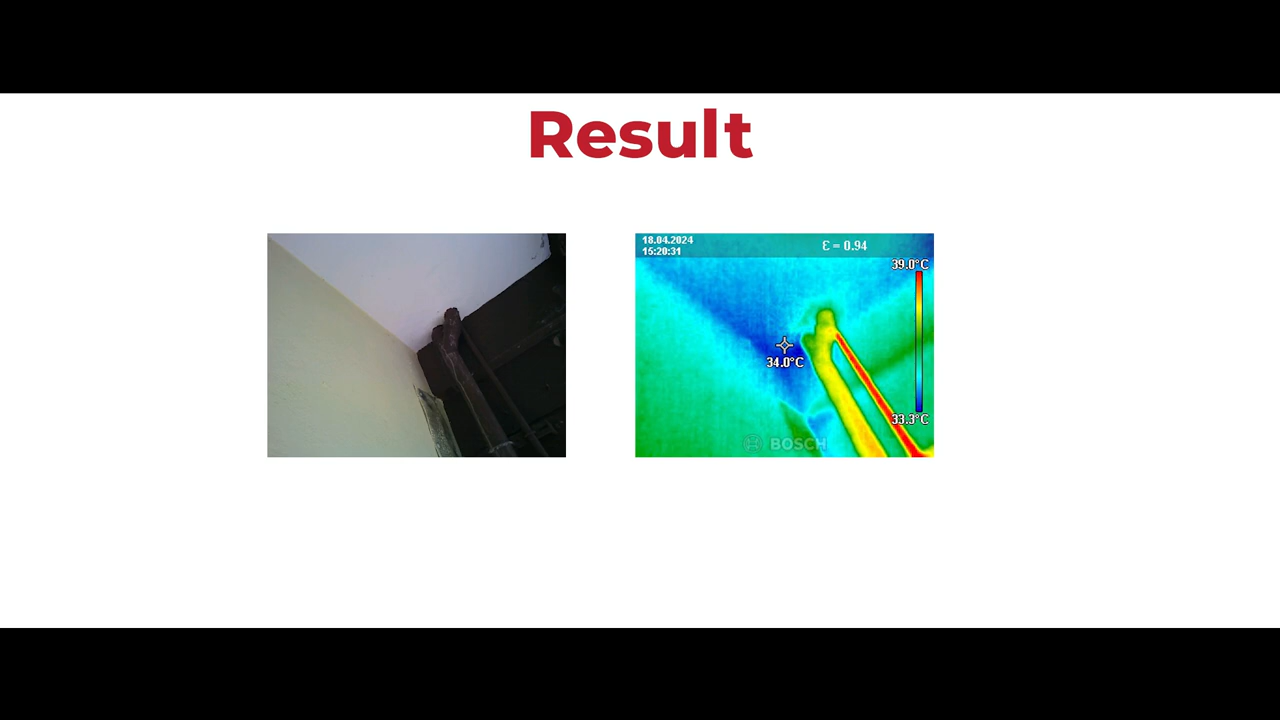 Result
18.04.2024
15:20:31
Ɛ = 0.94
39.0°C
34.0°C
33.3°C
BOSCH